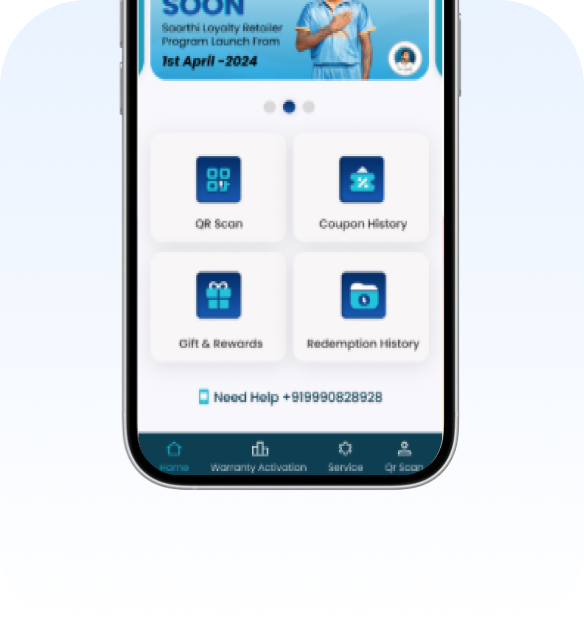 SOON
Saarthi Loyalty Retailer
Program Launch From
1st April -2024
QR Scan
Coupon History
Gift & Rewards
Redemption History
Need Help +919990828928
Home
Warranty Activation
Service
Qr Scan